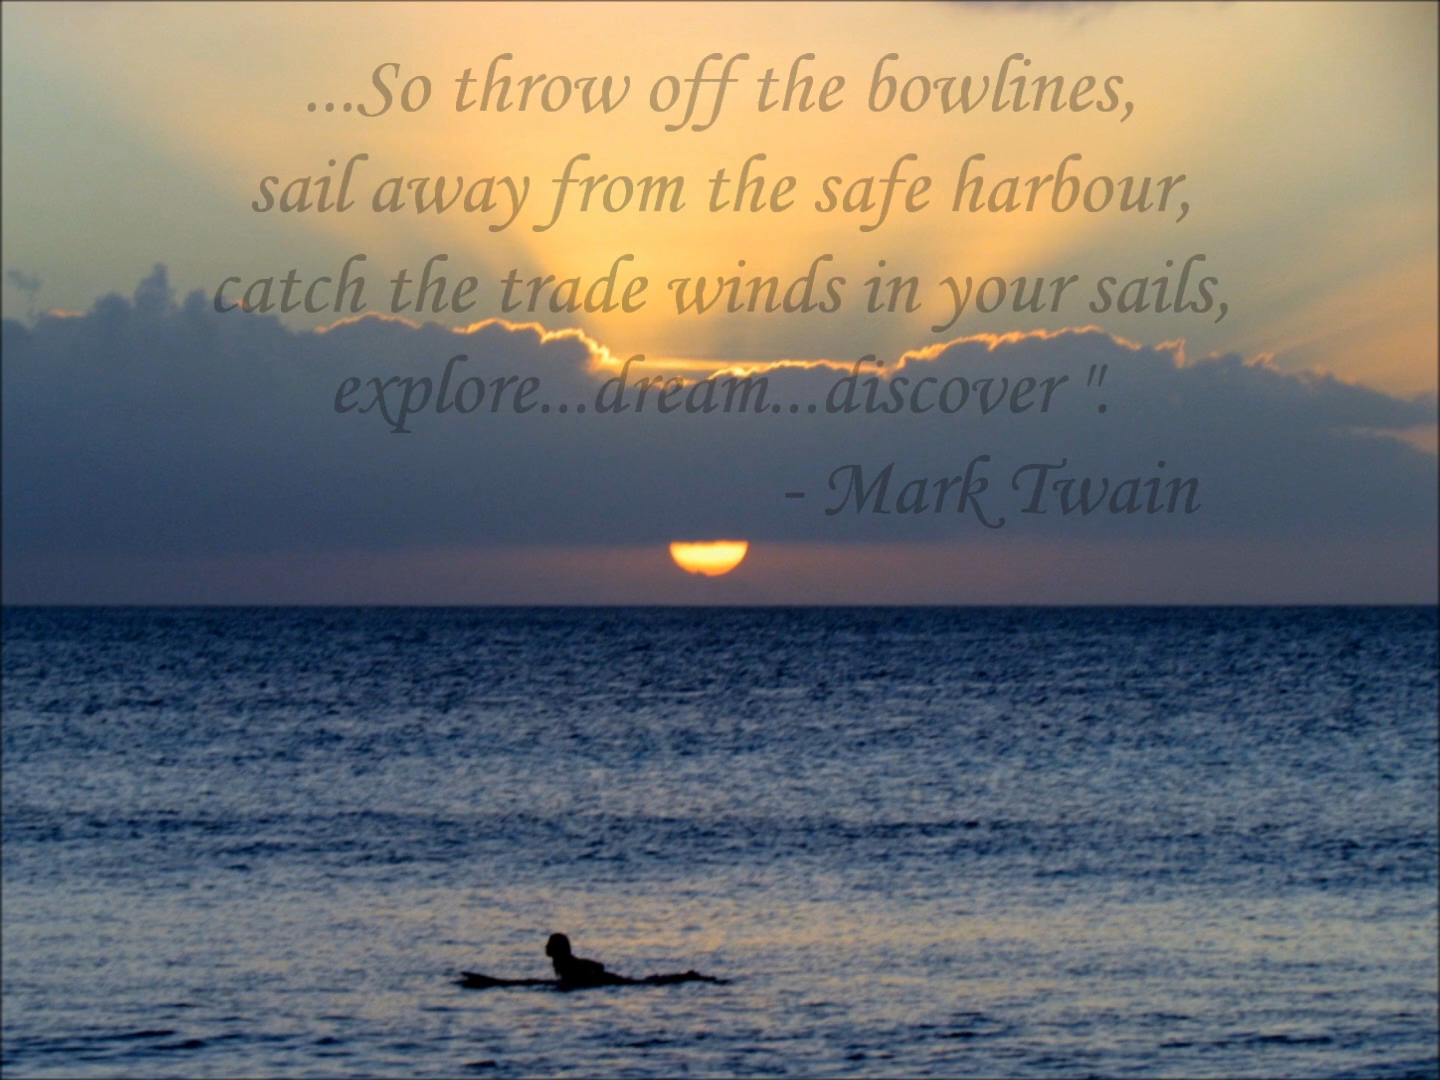 ...So throw off the bowlines,
sail away from the safe harbour,
catch the trade winds in your sails,
explore...dream...discover ".
- Mark Twain